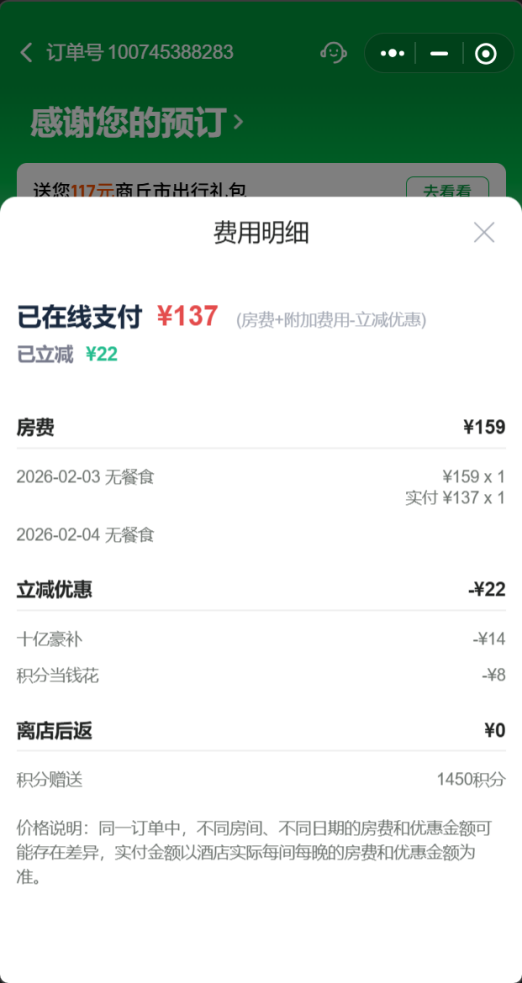 订单号 100745388283
感谢您的预订
送您117元商丘市出行礼包
去看看
费用明细
已在线支付 ¥137 (房费+附加费用-立减优惠)
已立减 ¥22
房费 ¥159
2026-02-03 无餐食 ¥159 x 1
实付 ¥137 x 1
2026-02-04 无餐食
立减优惠 -¥22
十亿豪补 -¥14
积分当钱花 -¥8
离店后返 ¥0
积分赠送 1450积分
价格说明：同一订单中，不同房间、不同日期的房费和优惠金额可
能存在差异，实付金额以酒店实际每间每晚的房费和优惠金额为
准。